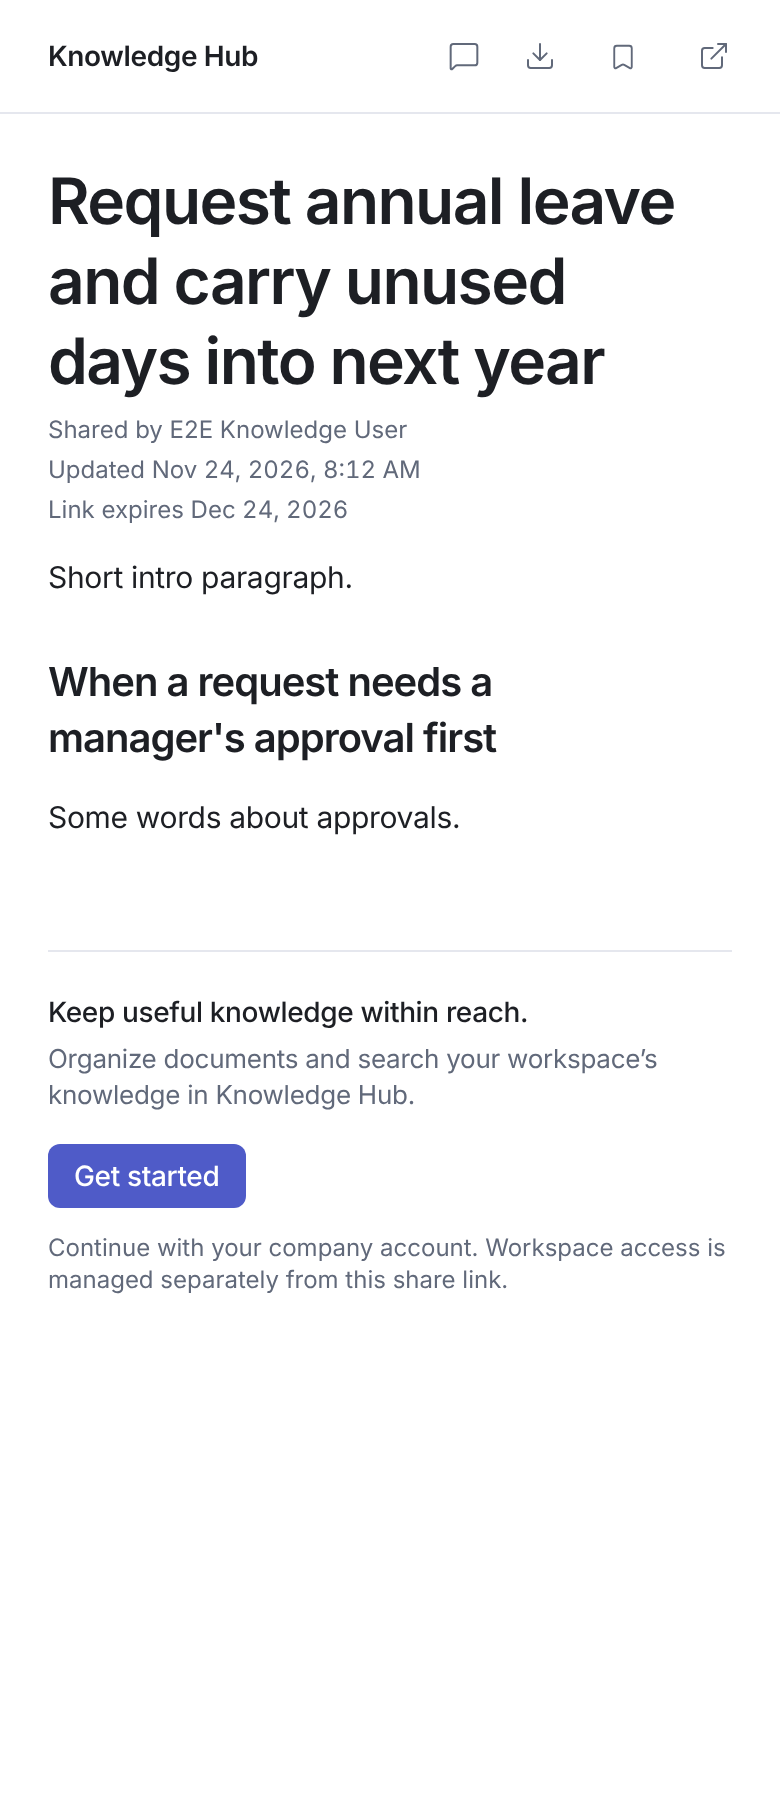 Knowledge Hub
Request annual leave
and carry unused
days into next year
Shared by E2E Knowledge User
Updated Nov 24, 2026, 8:12 AM
Link expires Dec 24, 2026
Short intro paragraph.
When a request needs a
manager's approval first
Some words about approvals.
Keep useful knowledge within reach.
Organize documents and search your workspace’s
knowledge in Knowledge Hub.
Get started
Continue with your company account. Workspace access is
managed separately from this share link.